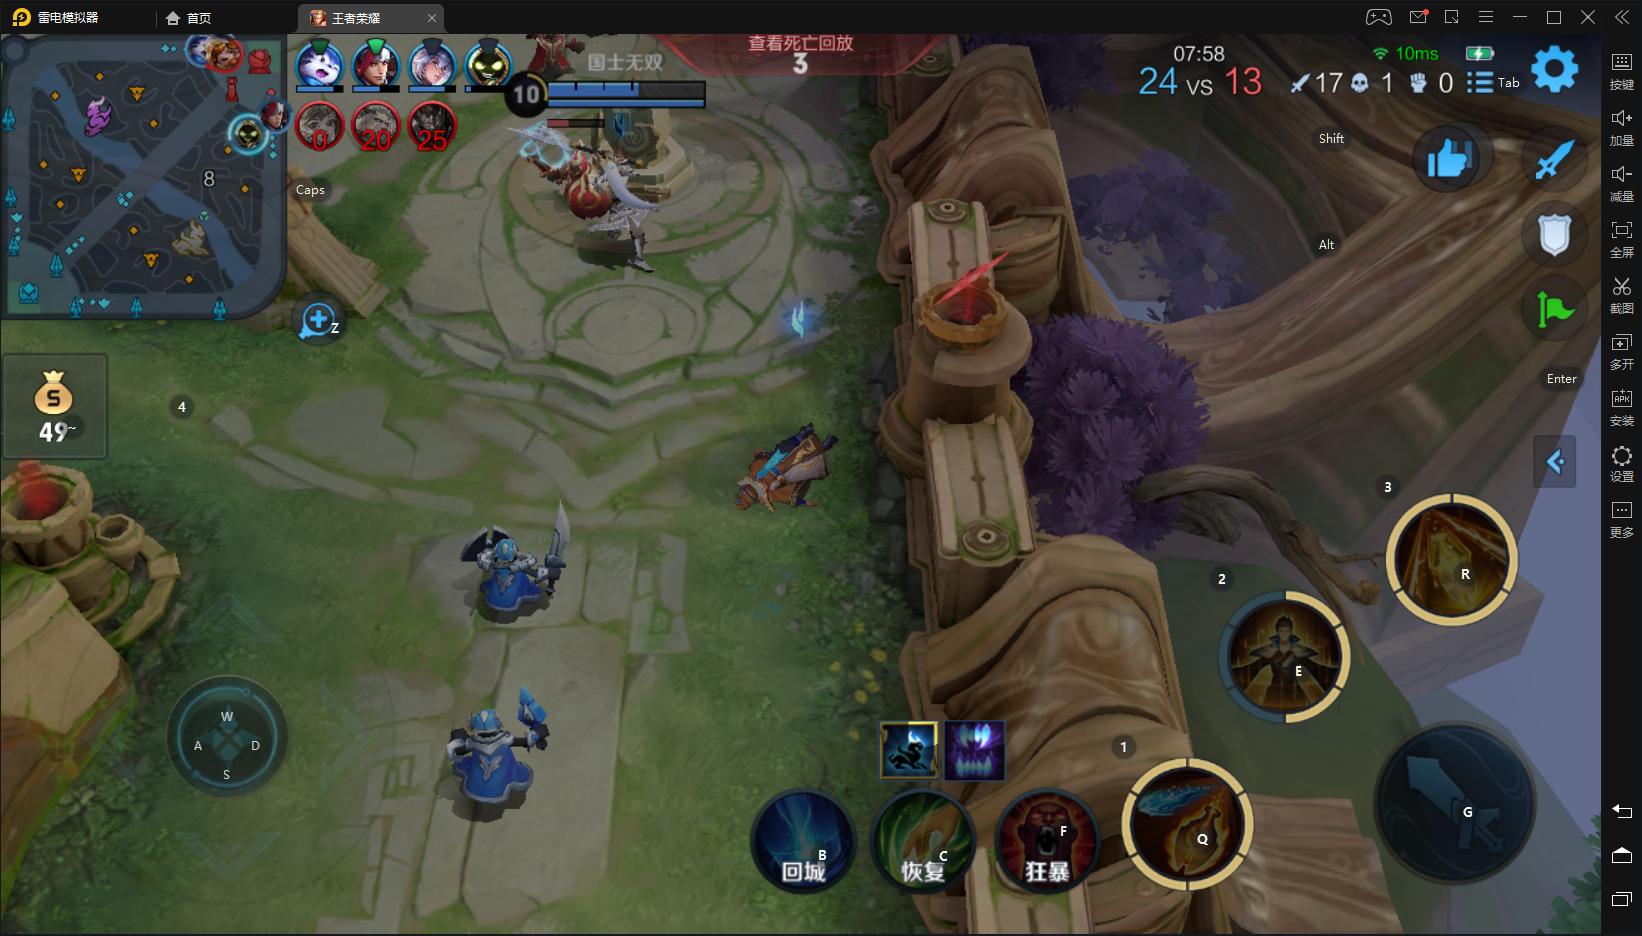 雷电模拟器
首页
王者荣耀
查看死亡回放
3
国士无双
10
07:58
10ms
24 vs 13
17
1
0
Tab
0
20
25
8
Caps
Shift
Alt
Z
49~
4
Enter
3
R
2
E
W
A
D
S
1
B
回城
C
恢复
F
狂暴
Q
G
按键
加量
减量
全屏
截图
多开
APK
安装
设置
更多